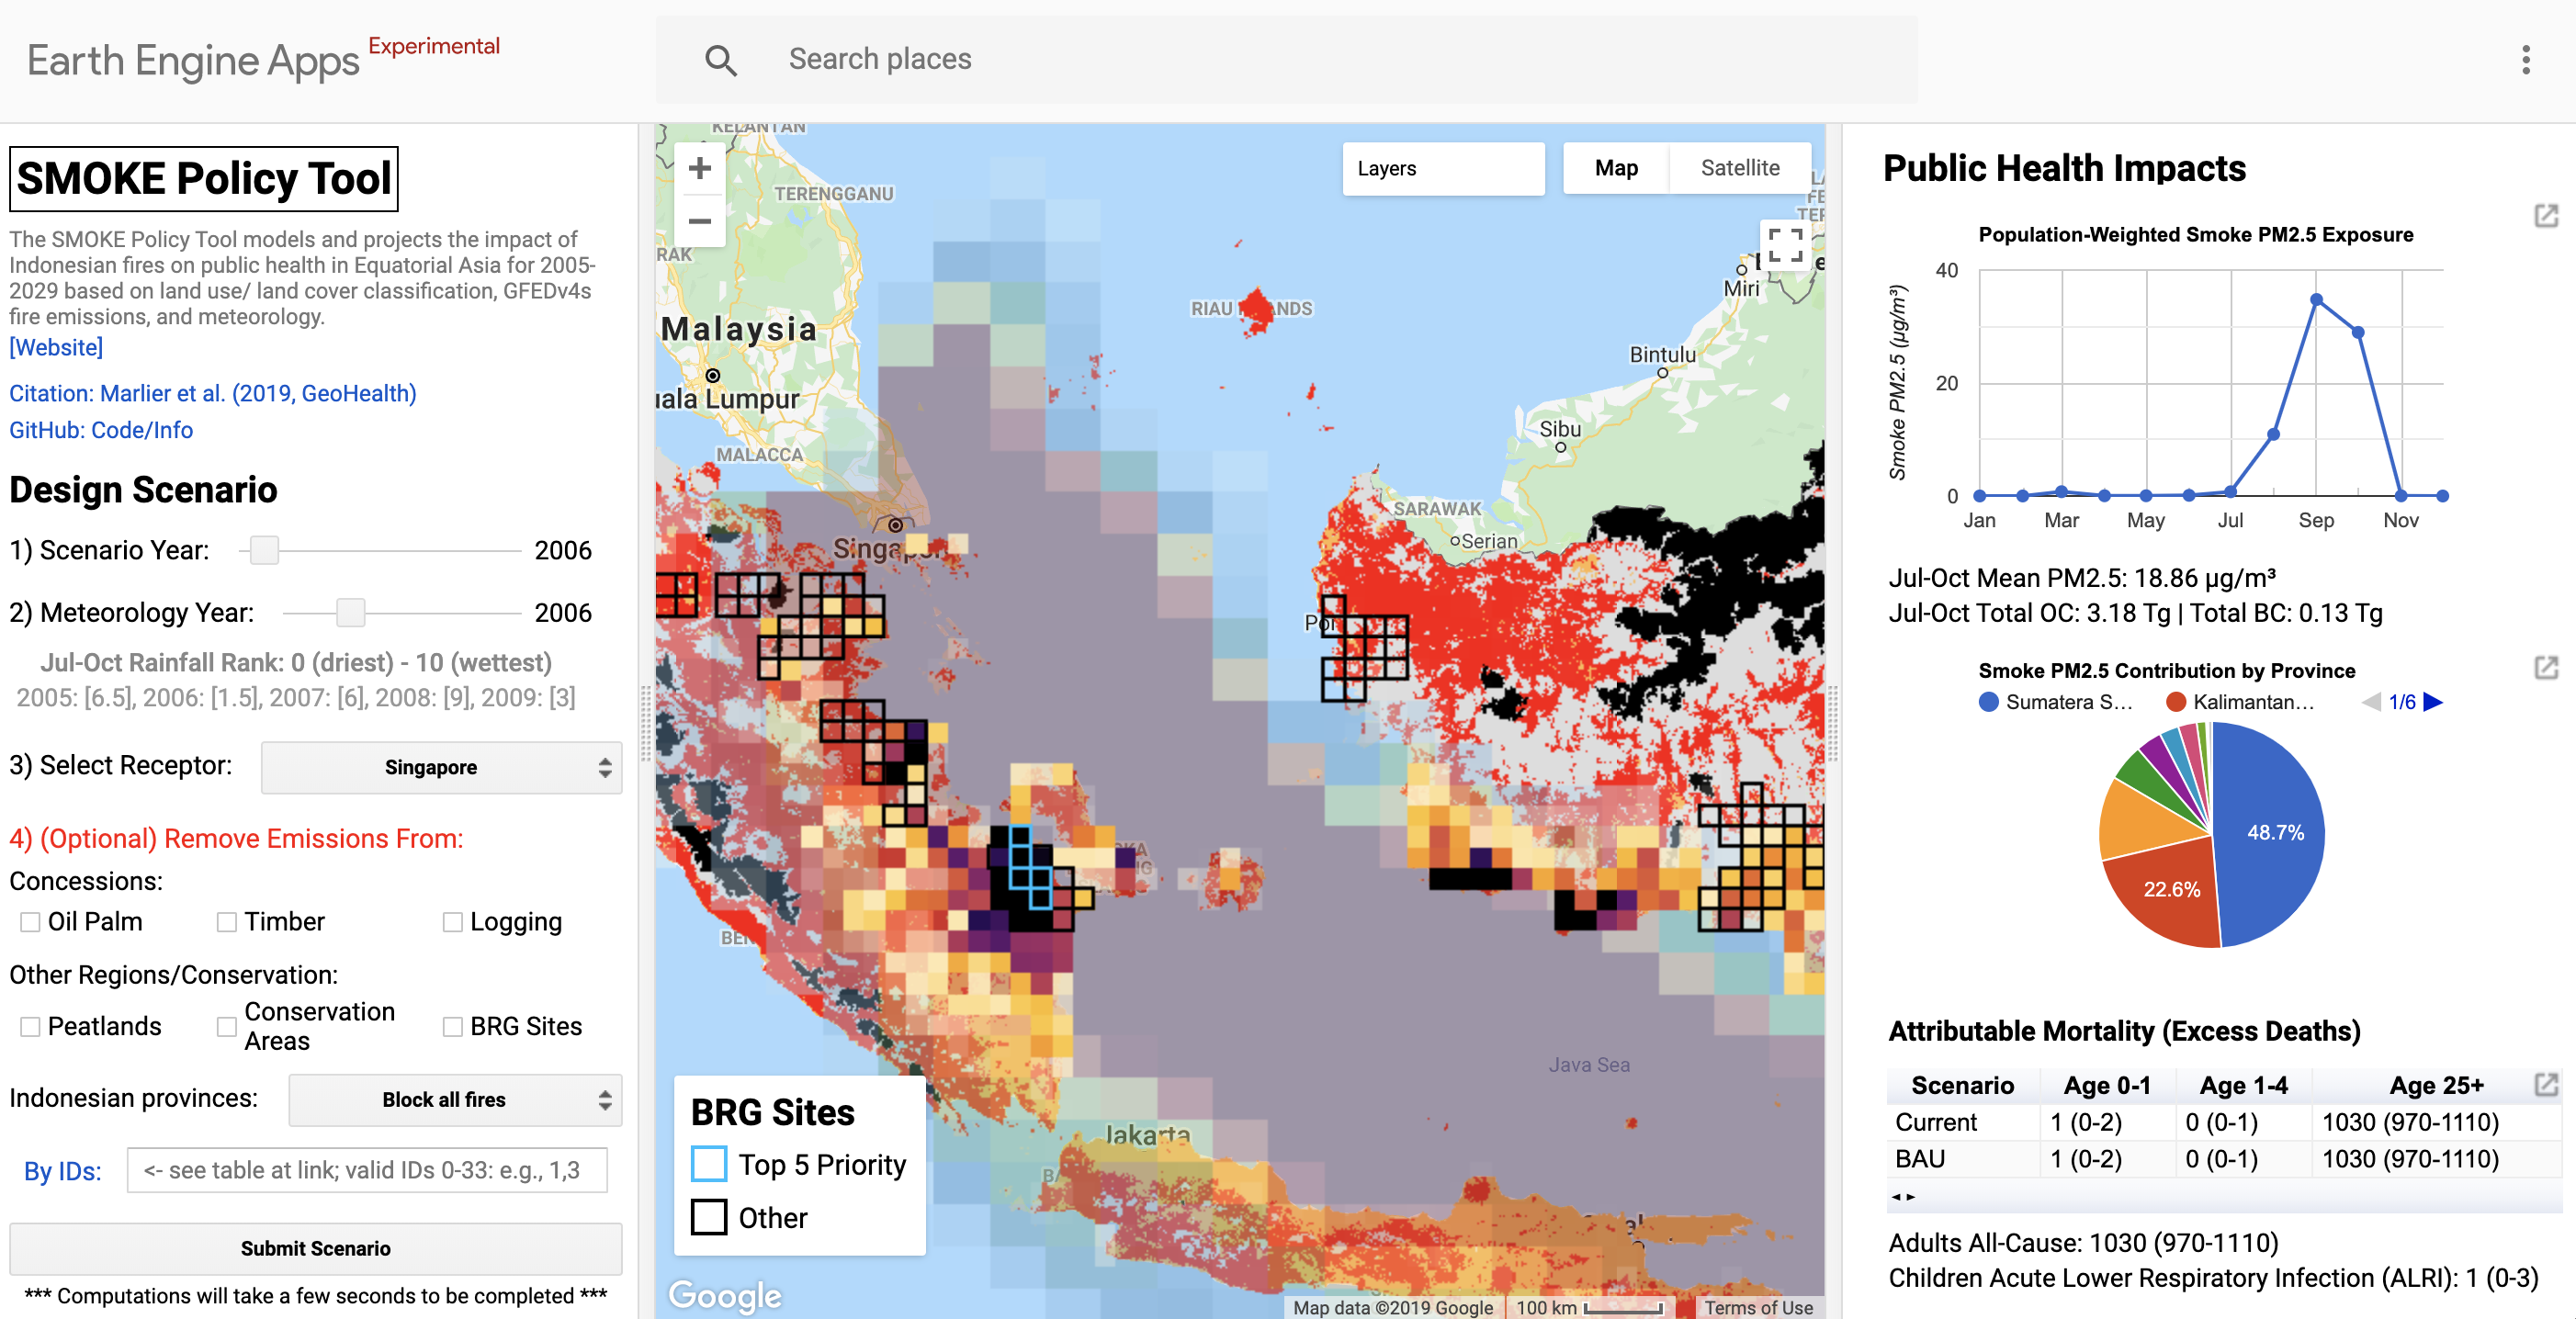 Earth Engine Apps Experimental
Search places
SMOKE Policy Tool
The SMOKE Policy Tool models and projects the impact of
Indonesian fires on public health in Equatorial Asia for 2005-
2029 based on land use/ land cover classification, GFEDv4s
fire emissions, and meteorology.
[Website]
Citation: Marlier et al. (2019, GeoHealth)
GitHub: Code/Info
Design Scenario
1) Scenario Year: 2006
2) Meteorology Year: 2006
Jul-Oct Rainfall Rank: 0 (driest) - 10 (wettest)
2005: [6.5], 2006: [1.5], 2007: [6], 2008: [9], 2009: [3]
3) Select Receptor: Singapore
4) (Optional) Remove Emissions From:
Concessions:
Oil Palm Timber Logging
Other Regions/Conservation:
Peatlands Conservation Areas BRG Sites
Indonesian provinces: Block all fires
By IDs: <- see table at link; valid IDs 0-33: e.g., 1,3
Submit Scenario
*** Computations will take a few seconds to be completed ***
KELANTAN
TERENGGANU
RAK
Malaysia
uala Lumpur
MALACCA
Layers
Map Satellite
Miri
Bintulu
Sibu
SARAWAK
Serian
Java Sea
Jakarta
BRG Sites
Top 5 Priority
Other
Google
Map data ©2019 Google 100 km Terms of Use
Public Health Impacts
Population-Weighted Smoke PM2.5 Exposure
Smoke PM2.5 (µg/m³)
40
20
0
Jan Mar May Jul Sep Nov
Jul-Oct Mean PM2.5: 18.86 µg/m³
Jul-Oct Total OC: 3.18 Tg | Total BC: 0.13 Tg
Smoke PM2.5 Contribution by Province
Sumatera S... Kalimantan... 1/6
48.7%
22.6%
Attributable Mortality (Excess Deaths)
Scenario Age 0-1 Age 1-4 Age 25+
Current 1 (0-2) 0 (0-1) 1030 (970-1110)
BAU 1 (0-2) 0 (0-1) 1030 (970-1110)
Adults All-Cause: 1030 (970-1110)
Children Acute Lower Respiratory Infection (ALRI): 1 (0-3)